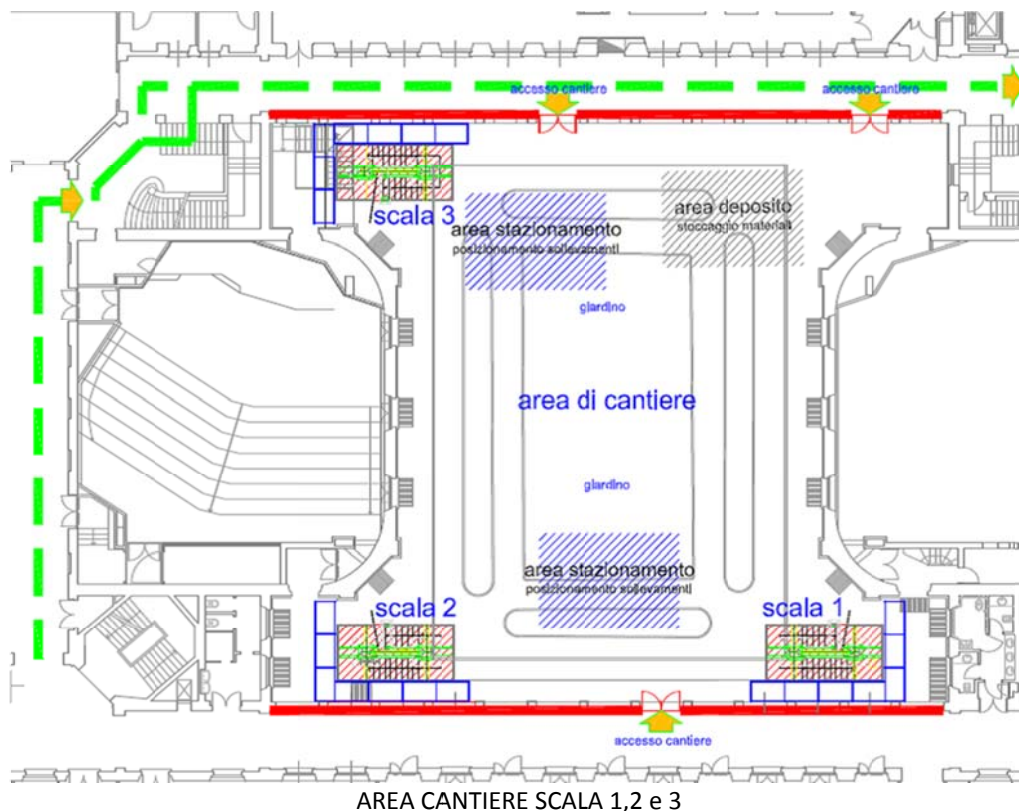 accesso cantiere
accesso cantiere
scala 3
area stazionamento
posizionamento sollevamenti
area deposito
stoccaggio materiali
giardino
area di cantiere
giardino
area stazionamento
posizionamento sollevamenti
scala 2
scala 1
accesso cantiere
AREA CANTIERE SCALA 1,2 e 3